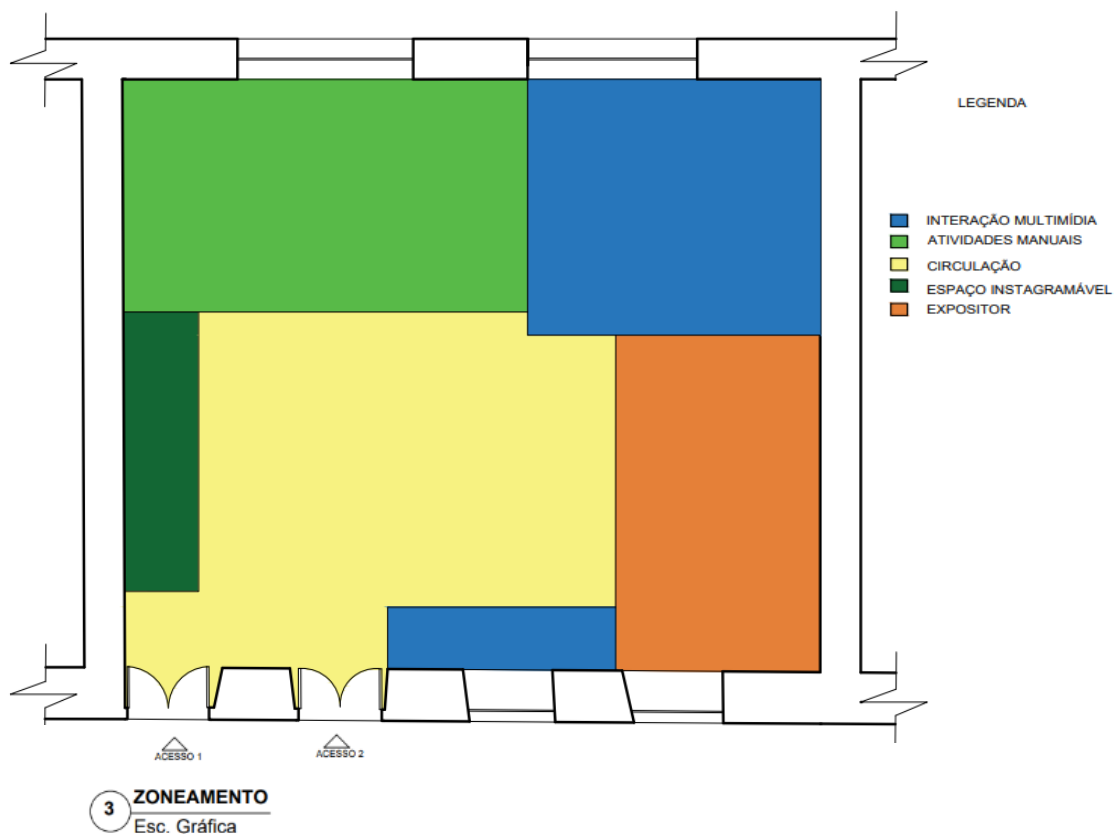 LEGENDA
INTERAÇÃO MULTIMÍDIA
ATIVIDADES MANUAIS
CIRCULAÇÃO
ESPAÇO INSTAGRAMÁVEL
EXPOSITOR
ACESSO 1
ACESSO 2
3 ZONEAMENTO
Esc. Gráfica